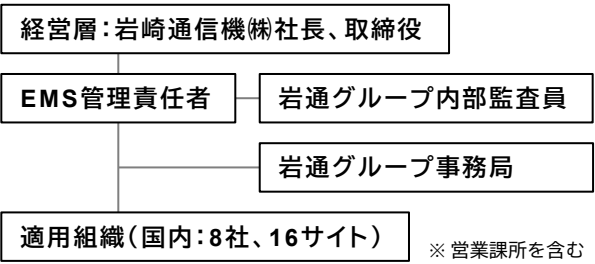 経営層：岩崎通信機㈱社長、取締役
EMS管理責任者
岩通グループ内部監査員
岩通グループ事務局
適用組織（国内：8社、16サイト）
※ 営業課所を含む